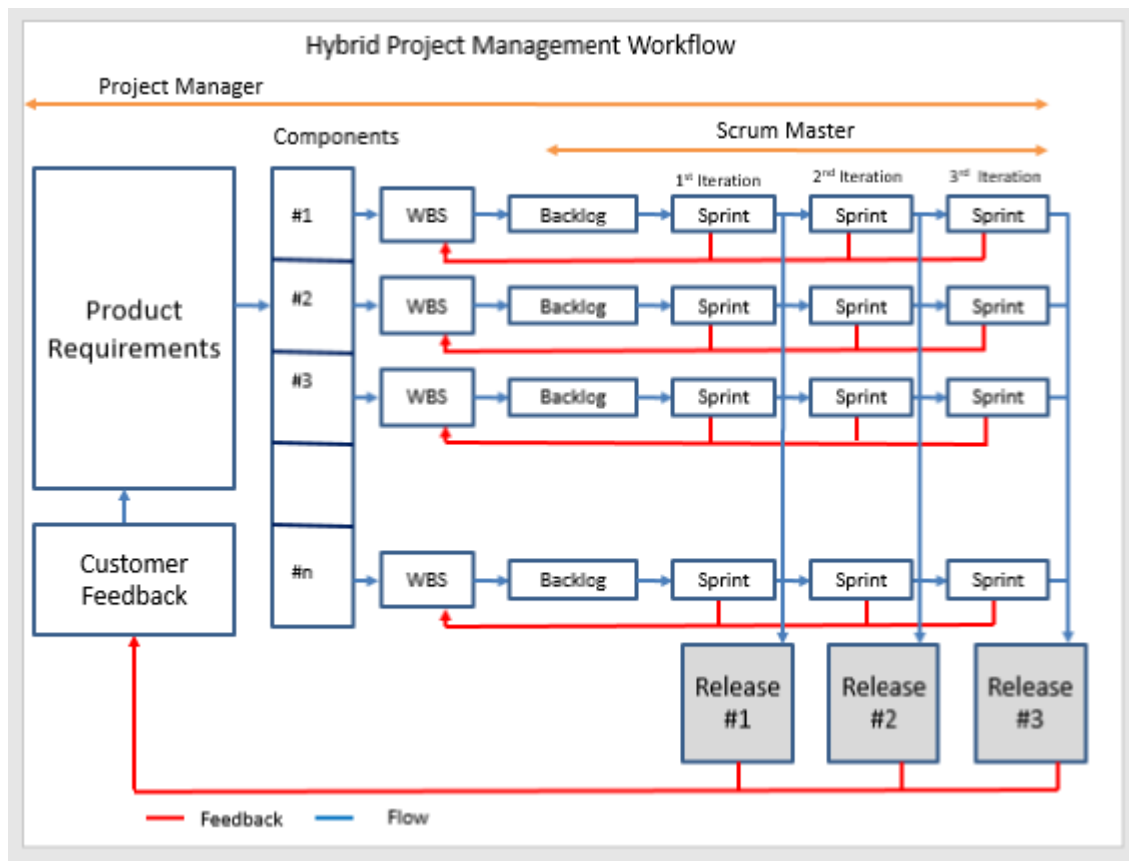 Hybrid Project Management Workflow
Project Manager
Scrum Master
Components
1st Iteration
2nd Iteration
3rd Iteration
#1
WBS
Backlog
Sprint
Sprint
Sprint
#2
WBS
Backlog
Sprint
Sprint
Sprint
Product
Requirements
#3
WBS
Backlog
Sprint
Sprint
Sprint
Customer
Feedback
#n
WBS
Backlog
Sprint
Sprint
Sprint
Release
#1
Release
#2
Release
#3
Feedback
Flow